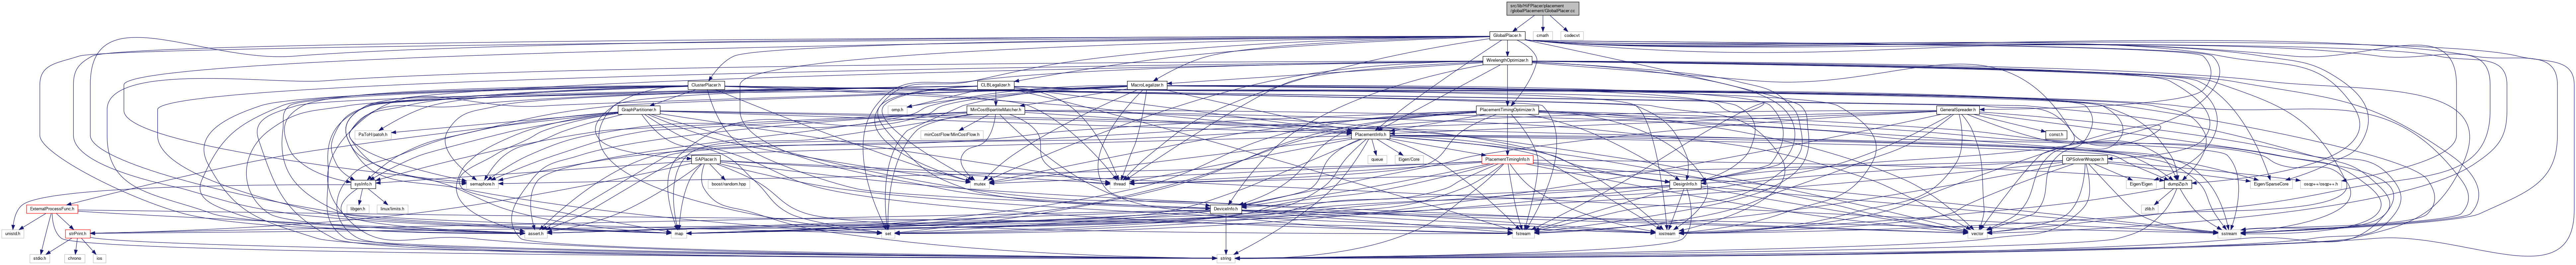 src/lib/HiFPlacer/placement
/globalPlacement/GlobalPlacer.cc
GlobalPlacer.h
cmath
codecvt
WirelengthOptimizer.h
ClusterPlacer.h
CLBLegalizer.h
MacroLegalizer.h
omp.h
GraphPartitioner.h
MinCostBipartiteMatcher.h
PlacementTimingOptimizer.h
GeneralSpreader.h
PaToH/patoh.h
minCostFlow/MinCostFlow.h
PlacementInfo.h
const.h
SAPlacer.h
queue
Eigen/Core
PlacementTimingInfo.h
QPSolverWrapper.h
sysInfo.h
semaphore.h
boost/random.hpp
mutex
thread
DesignInfo.h
Eigen/Eigen
dumpZip.h
Eigen/SparseCore
osqp++/osqp++.h
libgen.h
linux/limits.h
ExternalProcessFunc.h
DeviceInfo.h
zlib.h
unistd.h
strPrint.h
assert.h
map
set
fstream
iostream
vector
sstream
stdio.h
chrono
ios
string